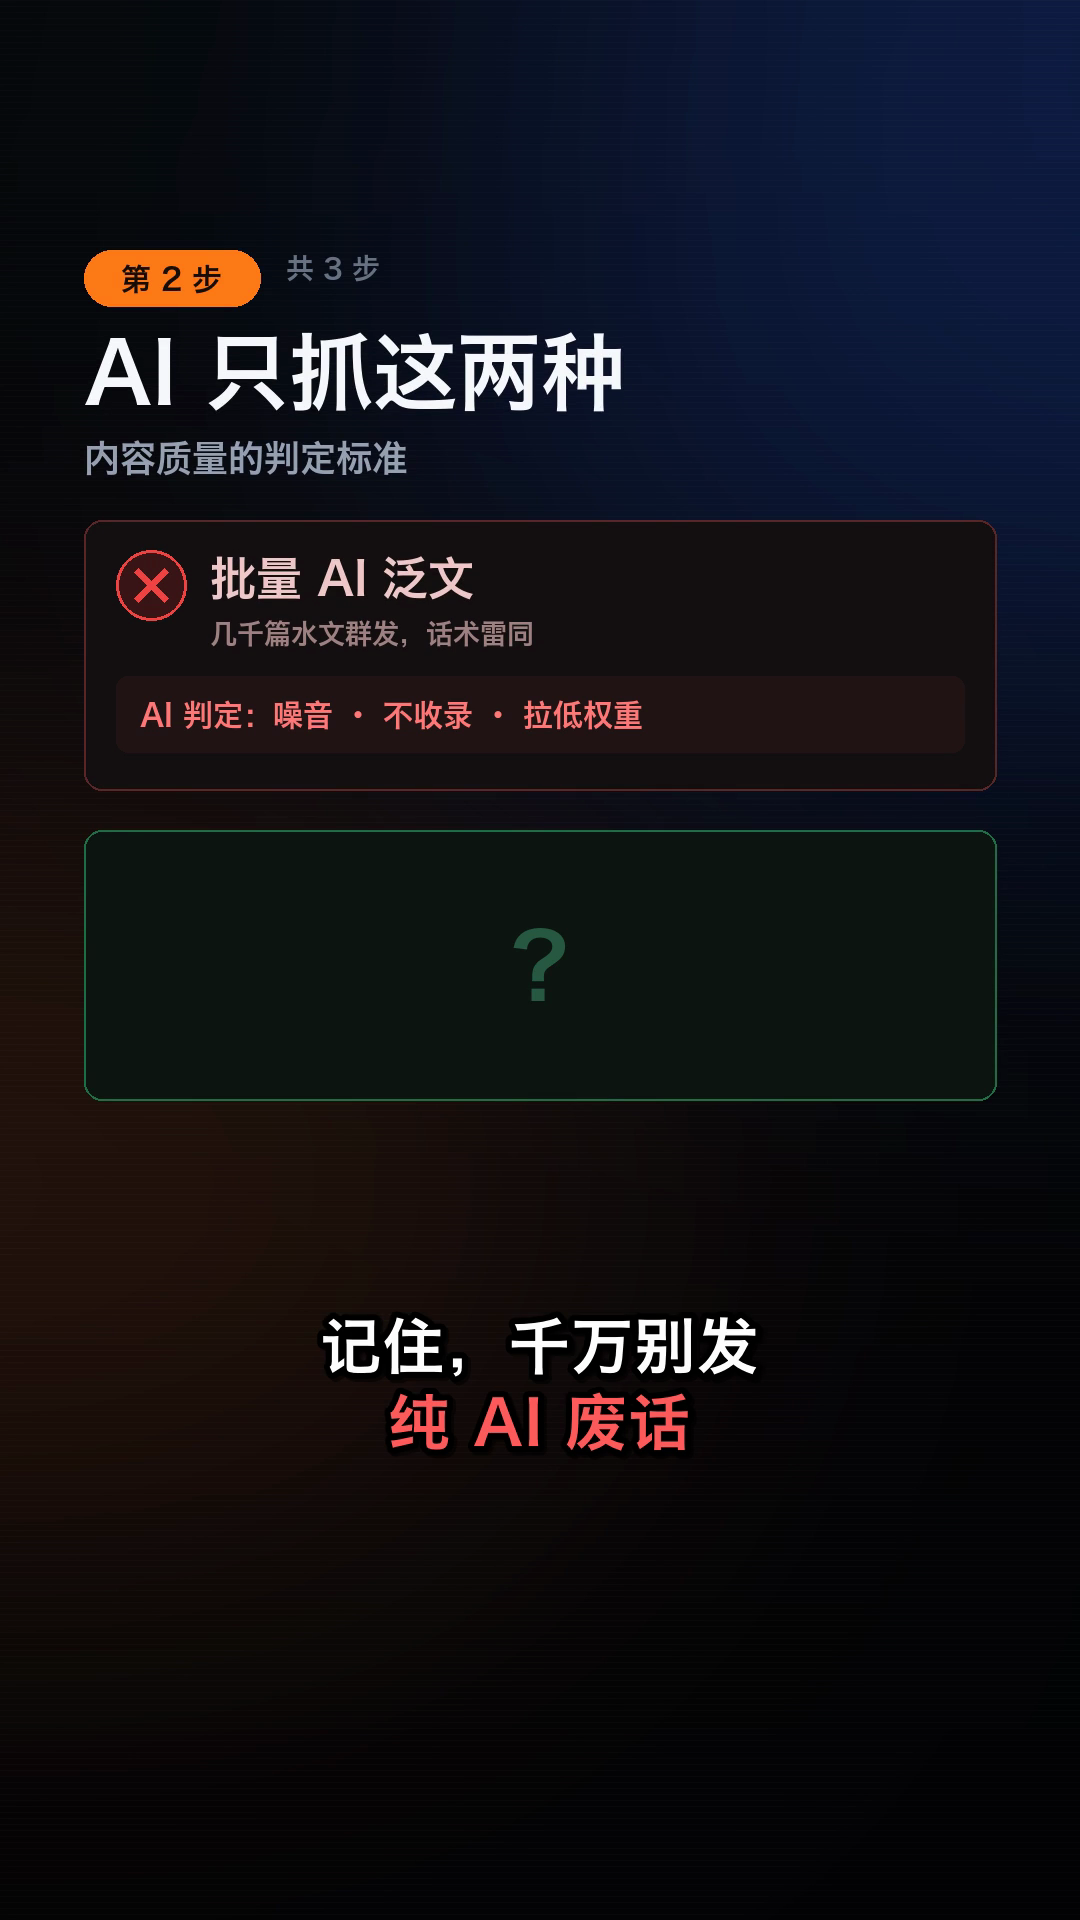 第 2 步
共 3 步
AI 只抓这两种
内容质量的判定标准
批量 AI 泛文
几千篇水文群发，话术雷同
AI 判定：噪音 · 不收录 · 拉低权重
?
记住，千万别发
纯 AI 废话